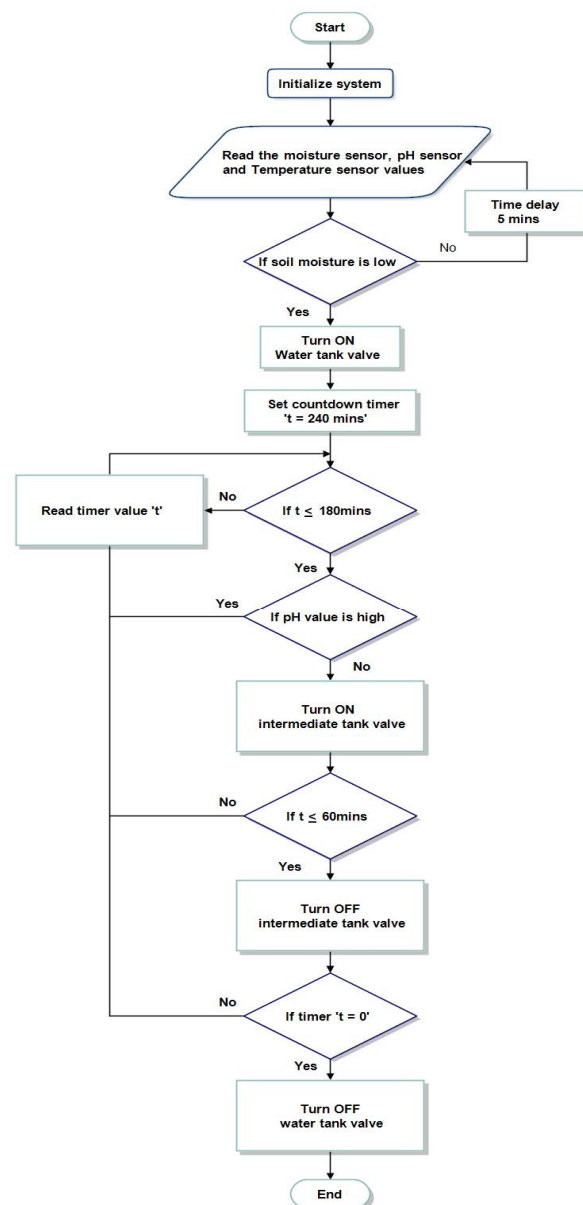 Start
Initialize system
Read the moisture sensor, pH sensor
and Temperature sensor values
Time delay
5 mins
No
If soil moisture is low
Yes
Turn ON
Water tank valve
Set countdown timer
't = 240 mins'
No
Read timer value 't'
If t ≤ 180mins
Yes
Yes
If pH value is high
No
Turn ON
intermediate tank valve
No
If t ≤ 60mins
Yes
Turn OFF
intermediate tank valve
No
If timer 't = 0'
Yes
Turn OFF
water tank valve
End